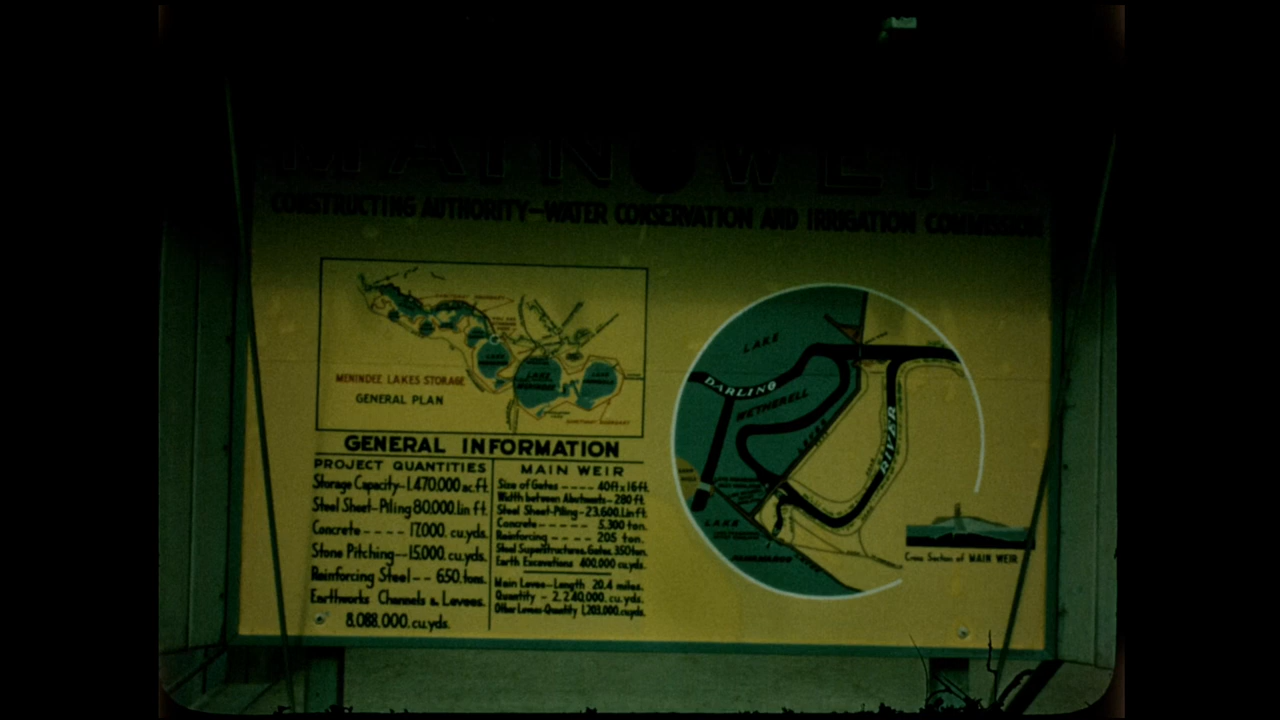 MAIN WEIR
CONSTRUCTING AUTHORITY—WATER CONSERVATION AND IRRIGATION COMMISSION
MENINDEE LAKES STORAGE
GENERAL PLAN
LAKE
LAKE
GENERAL INFORMATION
PROJECT QUANTITIES
Storage Capacity-1,470,000 ac.ft.
Steel Sheet-Piling 80,000.lin ft.
Concrete ---- 17,000. cu.yds.
Stone Pitching--15,000. cu.yds.
Reinforcing Steel-- 650.tons.
Earthworks Channels & Levees.
8,088,000.cu.yds.
MAIN WEIR
Size of Gates ---- 40ft x 16ft.
Width between Abutments-280 ft.
Steel Sheet-Piling-23,600.Lin ft.
Concrete ------ 5,300 ton.
Reinforcing ---- 205 ton.
Steel Superstructures, Gates 350 ton.
Earth Excavations 400,000 cu.yds.
Main Levee-Length 20.4 miles.
Quantity - 2,240,000. cu.yds.
Other Levees-Quantity 1,203,000.cu.yds.
LAKE
DARLING
WETHERELL
RIVER
LAKE
Cross Section of MAIN WEIR